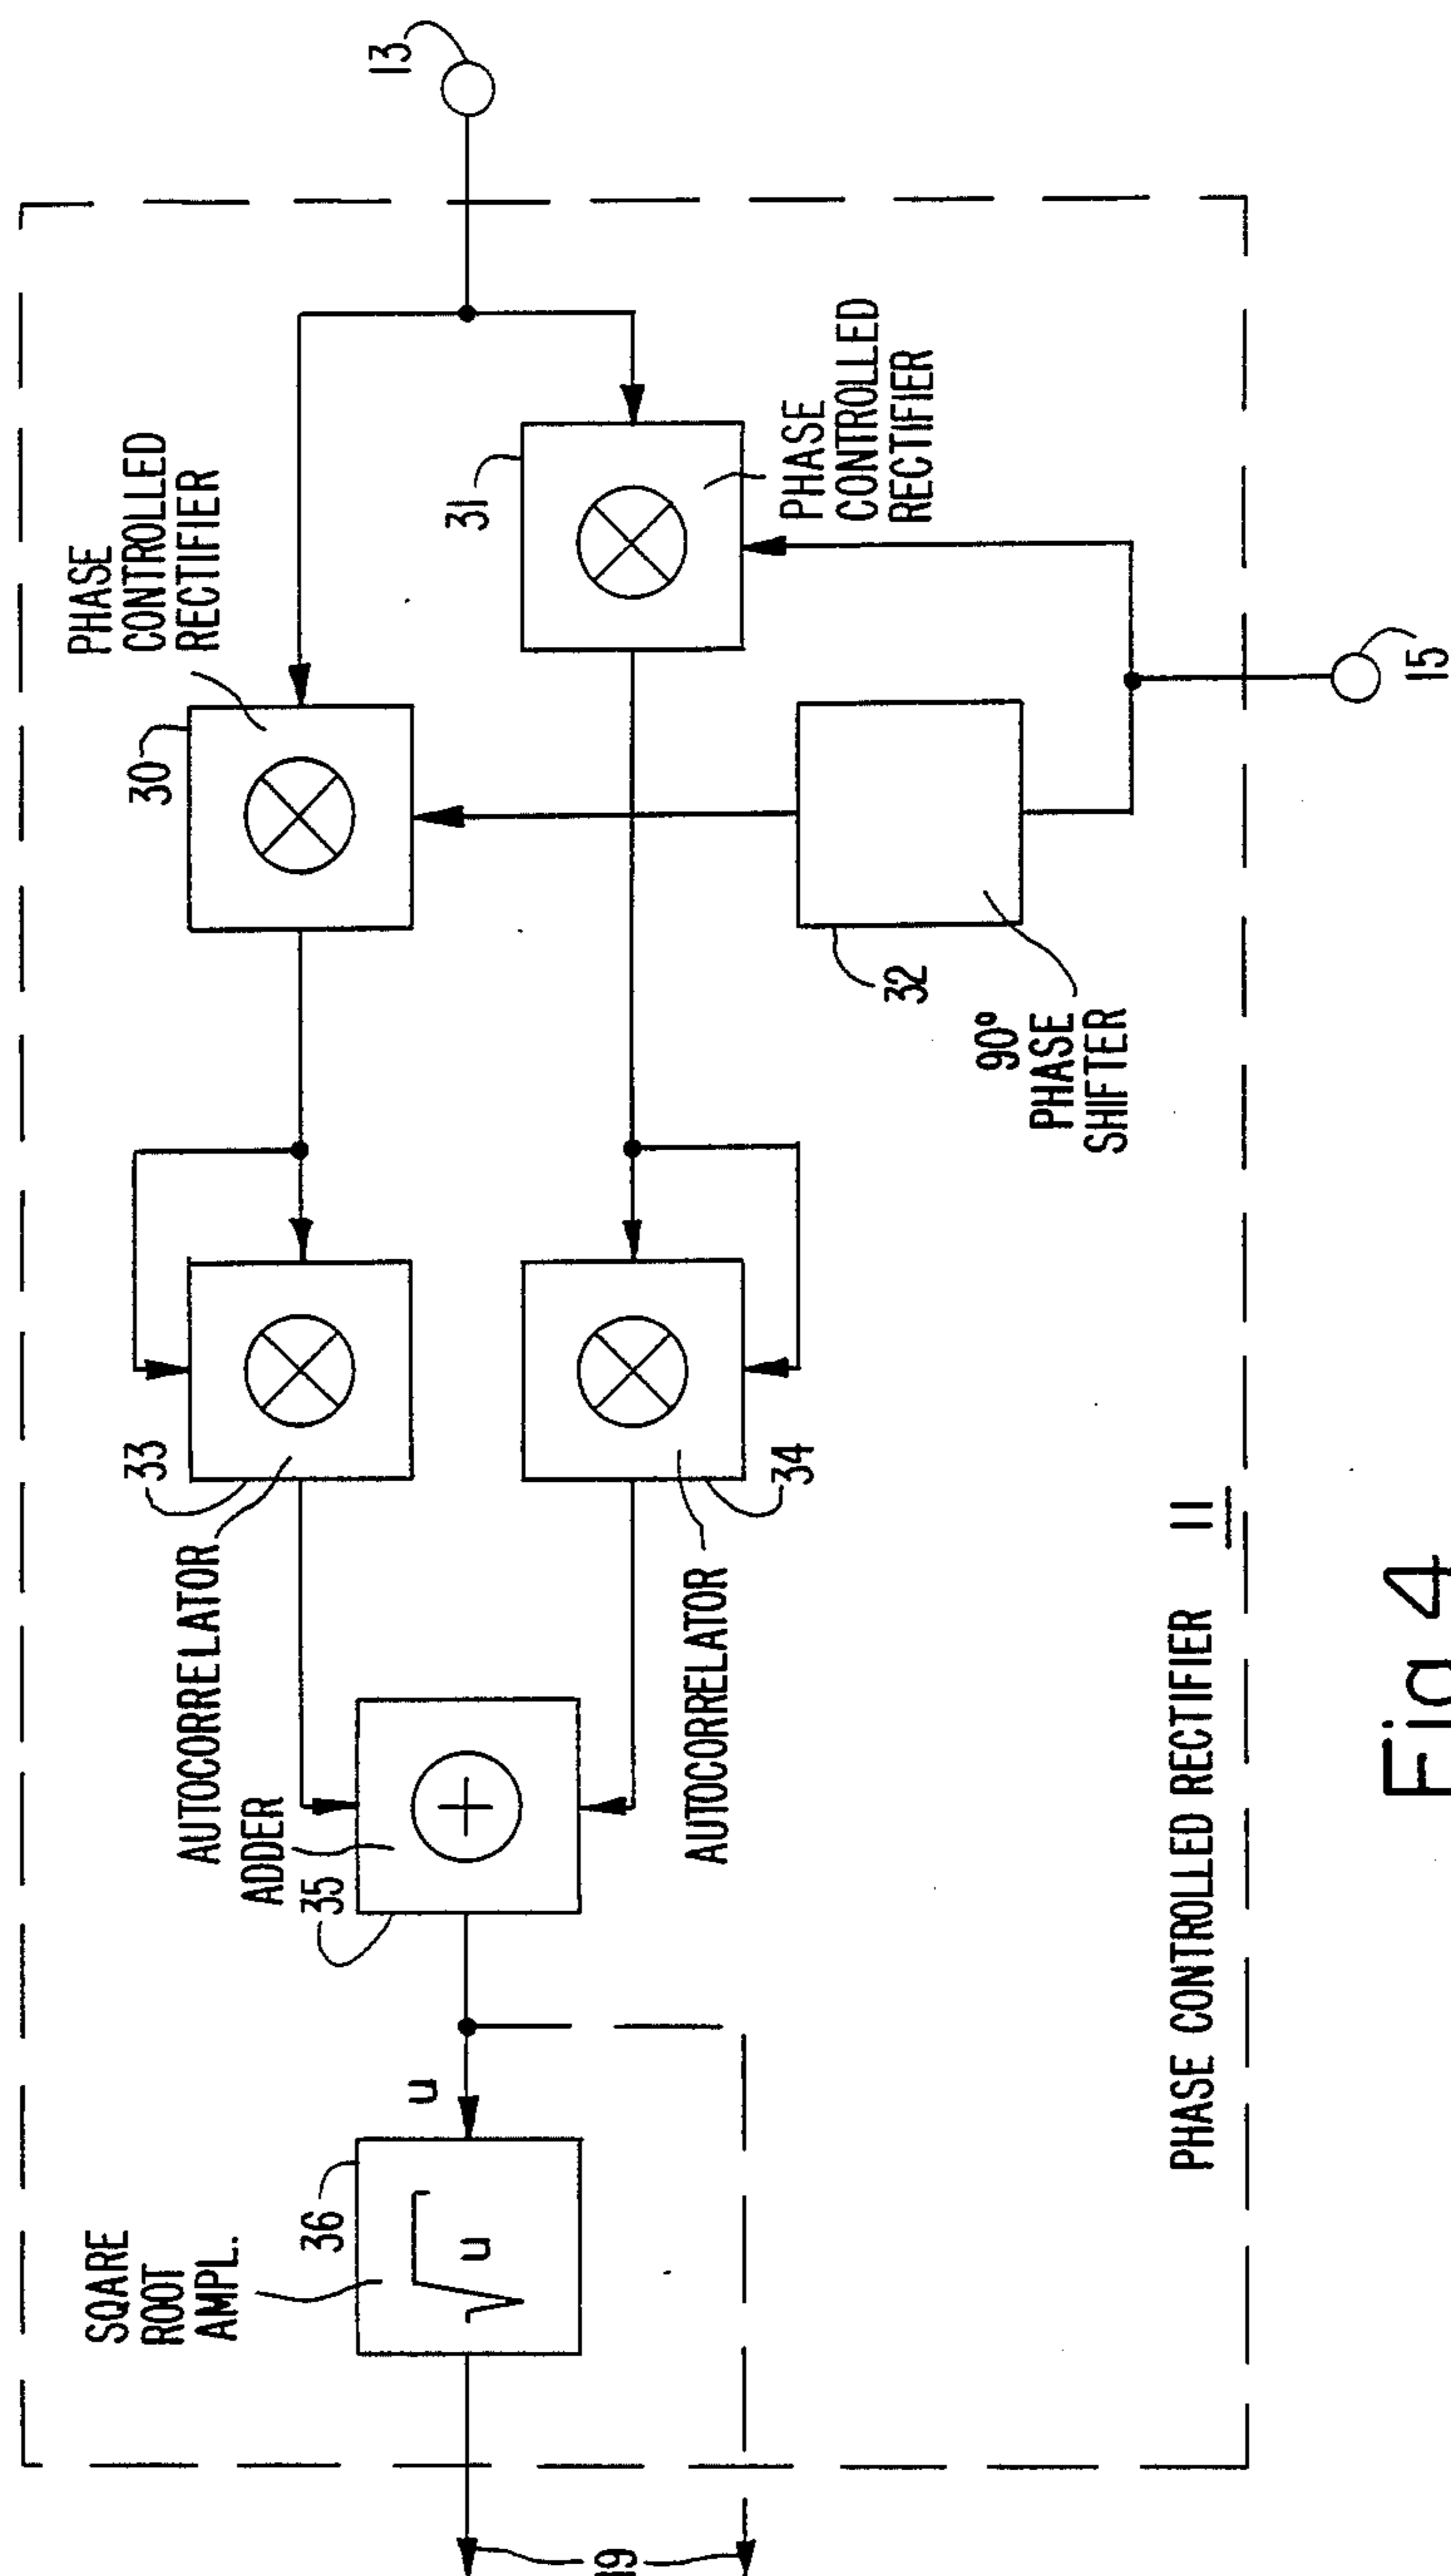 SQARE
ROOT
AMPL.
36
u
u
ADDER
35
AUTOCORRELATOR
33
AUTOCORRELATOR
34
30
PHASE
CONTROLLED
RECTIFIER
31
PHASE
CONTROLLED
RECTIFIER
13
32
90°
PHASE
SHIFTER
15
PHASE CONTROLLED RECTIFIER 11
Fig 4